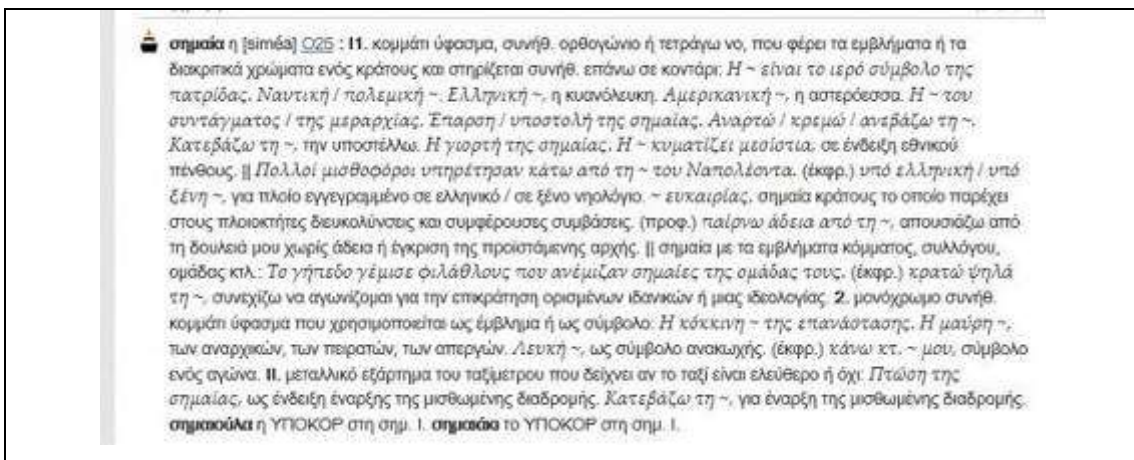 σημαία η [siméa] Ο25 : I1. κομμάτι ύφασμα, συνήθ. ορθογώνιο ή τετράγω νο, που φέρει τα εμβλήματα ή τα
διακριτικά χρώματα ενός κράτους και στηρίζεται συνήθ. επάνω σε κοντάρι: Η ~ είναι το ιερό σύμβολο της
πατρίδας. Ναυτική / πολεμική ~. Ελληνική ~, η κυανόλευκη. Αμερικανική ~, η αστερόεσσα. Η ~ του
συντάγματος / της μεραρχίας. Έπαρση / υποστολή της σημαίας. Αναρτώ / κρεμώ / ανεβάζω τη ~.
Κατεβάζω τη ~, την υποστέλλω. Η γιορτή της σημαίας. Η ~ κυματίζει μεσίστια, σε ένδειξη εθνικού
πένθους. || Πολλοί μισθοφόροι υπηρέτησαν κάτω από τη ~ του Ναπολέοντα. (έκφρ.) υπό ελληνική / υπό
ξένη ~, για πλοίο εγγεγραμμένο σε ελληνικό / σε ξένο νηολόγιο. ~ ευκαιρίας, σημαία κράτους το οποίο παρέχει
στους πλοιοκτήτες διευκολύνσεις και συμφέρουσες συμβάσεις. (προφ.) παίρνω άδεια από τη ~, απουσιάζω από
τη δουλειά μου χωρίς άδεια ή έγκριση της προϊστάμενης αρχής. || σημαία με τα εμβλήματα κόμματος, συλλόγου,
ομάδας κτλ.: Το γήπεδο γέμισε φιλάθλους που ανέμιζαν σημαίες της ομάδας τους. (έκφρ.) κρατώ ψηλά
τη ~, συνεχίζω να αγωνίζομαι για την επικράτηση ορισμένων ιδανικών ή μιας ιδεολογίας. 2. μονόχρωμο συνήθ.
κομμάτι ύφασμα που χρησιμοποιείται ως έμβλημα ή ως σύμβολο: Η κόκκινη ~ της επανάστασης. Η μαύρη ~,
των αναρχικών, των πειρατών, των απεργών. Λευκή ~, ως σύμβολο ανακωχής. (έκφρ.) κάνω κτ. ~ μου, σύμβολο
ενός αγώνα. II. μεταλλικό εξάρτημα του ταξίμετρου που δείχνει αν το ταξί είναι ελεύθερο ή όχι: Πτώση της
σημαίας, ως ένδειξη έναρξης της μισθωμένης διαδρομής. Κατεβάζω τη ~, για έναρξη της μισθωμένης διαδρομής.
σημαιούλα η ΥΠΟΚΟΡ στη σημ. I. σημαιάκι το ΥΠΟΚΟΡ στη σημ. I.